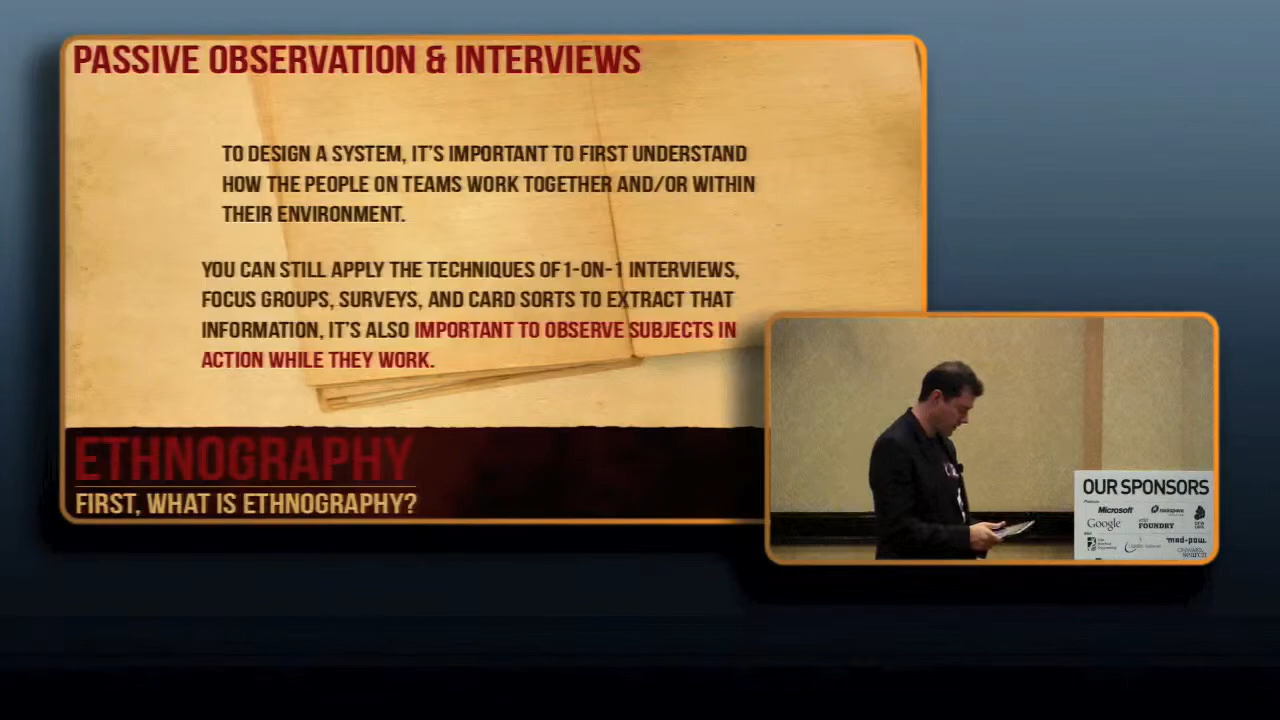 PASSIVE OBSERVATION & INTERVIEWS
TO DESIGN A SYSTEM, IT'S IMPORTANT TO FIRST UNDERSTAND
HOW THE PEOPLE ON TEAMS WORK TOGETHER AND/OR WITHIN
THEIR ENVIRONMENT.
YOU CAN STILL APPLY THE TECHNIQUES OF 1-ON-1 INTERVIEWS,
FOCUS GROUPS, SURVEYS, AND CARD SORTS TO EXTRACT THAT
INFORMATION, IT'S ALSO IMPORTANT TO OBSERVE SUBJECTS IN
ACTION WHILE THEY WORK.
ETHNOGRAPHY
FIRST, WHAT IS ETHNOGRAPHY?
OUR SPONSORS
Microsoft
Google
FOUNDRY
mad*pow
search